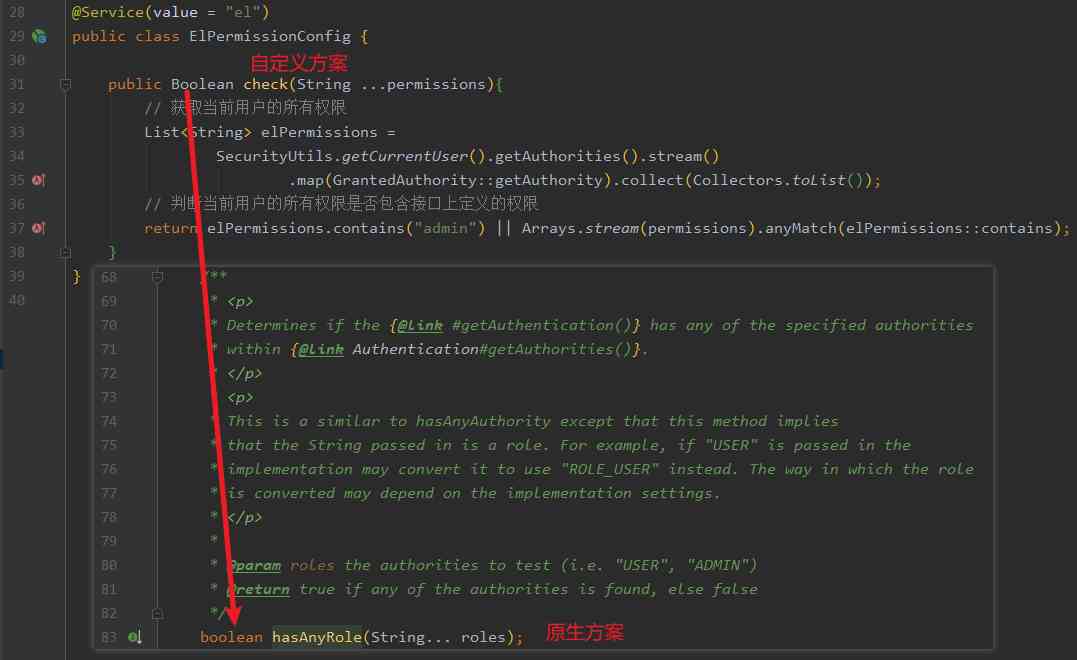 28 @Service(value = "el")
29 public class ElPermissionConfig {
30
自定义方案
31 public Boolean check(String ...permissions){
32 // 获取当前用户的所有权限
33 List<String> elPermissions =
34 SecurityUtils.getCurrentUser().getAuthorities().stream()
35 .map(GrantedAuthority::getAuthority).collect(Collectors.toList());
36 // 判断当前用户的所有权限是否包含接口上定义的权限
37 return elPermissions.contains("admin") || Arrays.stream(permissions).anyMatch(elPermissions::contains);
38 }
39 }
40
68 /**
69 * <p>
70 * Determines if the {@link #getAuthentication()} has any of the specified authorities
71 * within {@link Authentication#getAuthorities()}.
72 * </p>
73 * <p>
74 * This is a similar to hasAnyAuthority except that this method implies
75 * that the String passed in is a role. For example, if "USER" is passed in the
76 * implementation may convert it to use "ROLE_USER" instead. The way in which the role
77 * is converted may depend on the implementation settings.
78 * </p>
79 *
80 * @param roles the authorities to test (i.e. "USER", "ADMIN")
81 * @return true if any of the authorities is found, else false
82 */
83 boolean hasAnyRole(String... roles); 原生方案